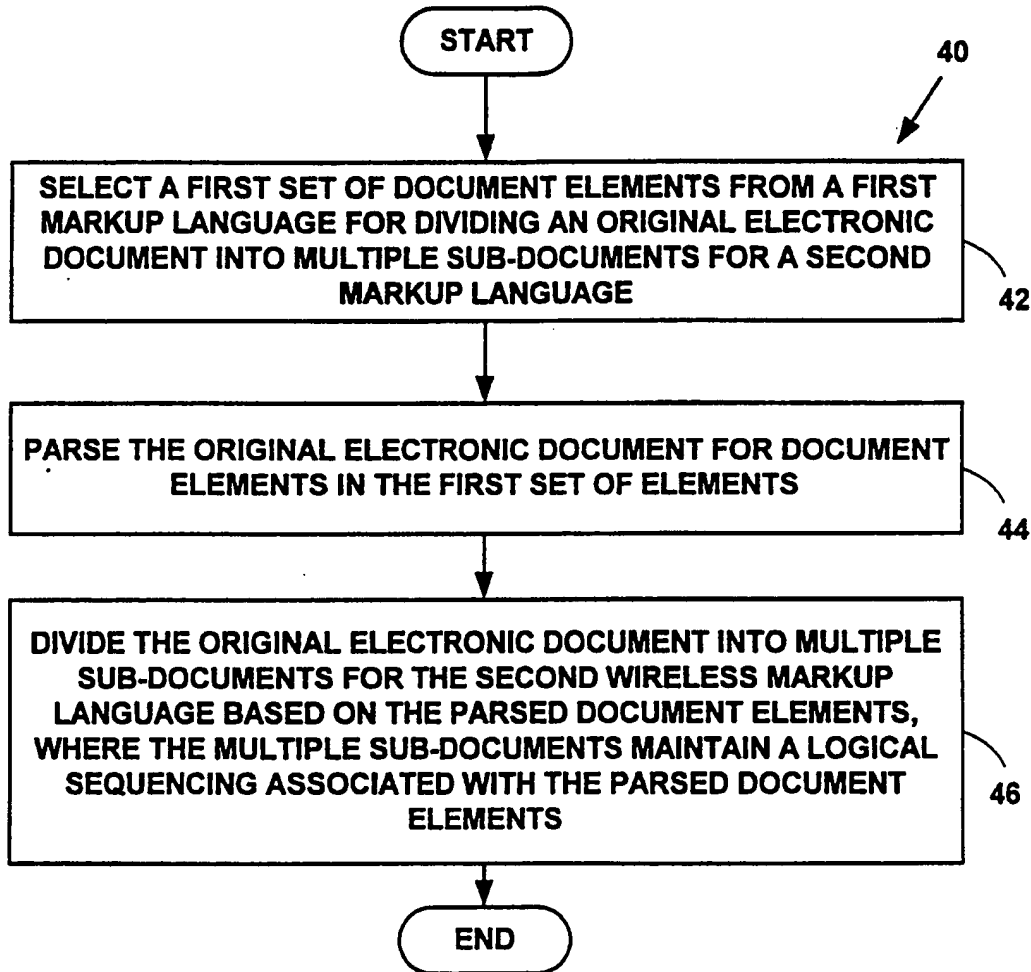 START
40
SELECT A FIRST SET OF DOCUMENT ELEMENTS FROM A FIRST
MARKUP LANGUAGE FOR DIVIDING AN ORIGINAL ELECTRONIC
DOCUMENT INTO MULTIPLE SUB-DOCUMENTS FOR A SECOND
MARKUP LANGUAGE
42
PARSE THE ORIGINAL ELECTRONIC DOCUMENT FOR DOCUMENT
ELEMENTS IN THE FIRST SET OF ELEMENTS
44
DIVIDE THE ORIGINAL ELECTRONIC DOCUMENT INTO MULTIPLE
SUB-DOCUMENTS FOR THE SECOND WIRELESS MARKUP
LANGUAGE BASED ON THE PARSED DOCUMENT ELEMENTS,
WHERE THE MULTIPLE SUB-DOCUMENTS MAINTAIN A LOGICAL
SEQUENCING ASSOCIATED WITH THE PARSED DOCUMENT
ELEMENTS
46
END